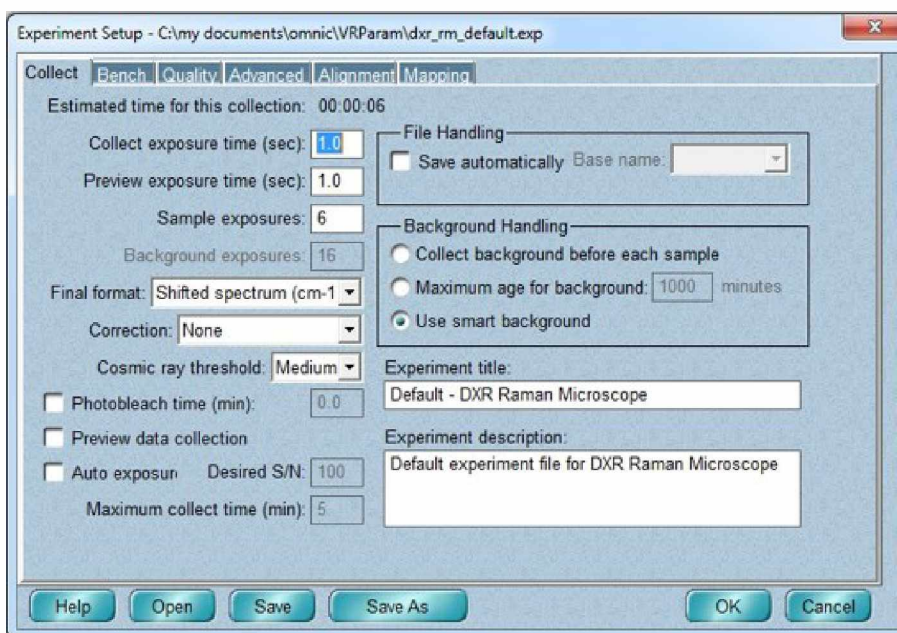 Experiment Setup - C:\my documents\omnic\VRParam\dxr_rm_default.exp
Collect Bench Quality Advanced Alignment Mapping
Estimated time for this collection: 00:00:06
Collect exposure time (sec): 1.0
Preview exposure time (sec): 1.0
Sample exposures: 6
Background exposures: 16
Final format: Shifted spectrum (cm-1
Correction: None
Cosmic ray threshold: Medium
Photobleach time (min): 0.0
Preview data collection
Auto exposur Desired S/N: 100
Maximum collect time (min): 5
File Handling
Save automatically Base name:
Background Handling
Collect background before each sample
Maximum age for background: 1000 minutes
Use smart background
Experiment title:
Default - DXR Raman Microscope
Experiment description:
Default experiment file for DXR Raman Microscope
Help Open Save Save As OK Cancel